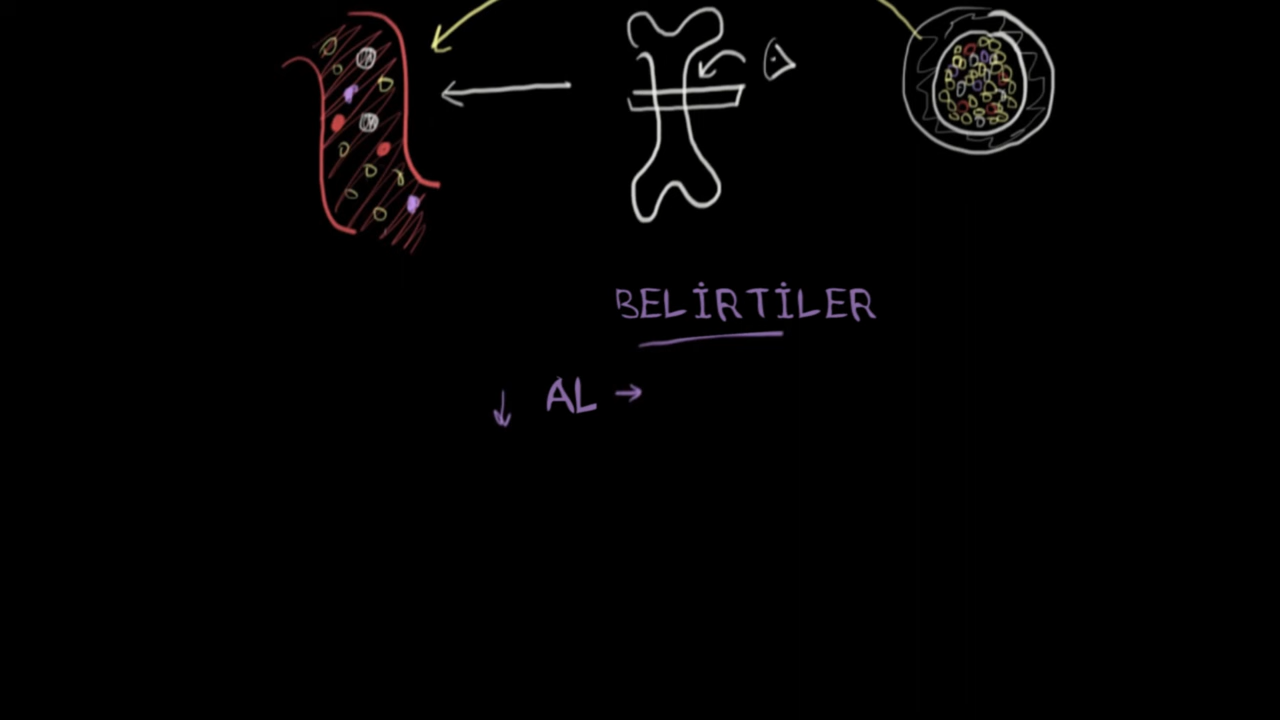 BELİRTİLER
↓ AL →